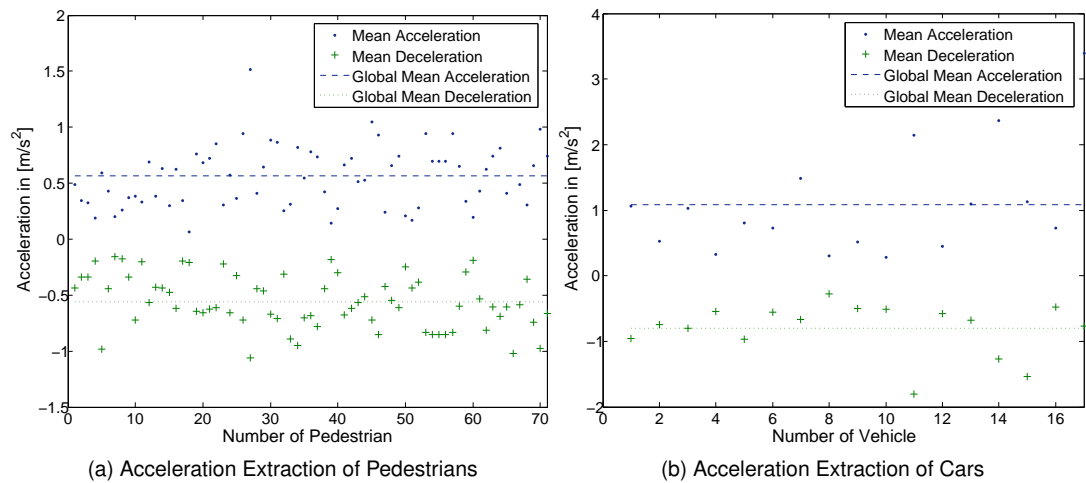 2
1.5
1
0.5
0
−0.5
−1
−1.5
Acceleration in [m/s²]
0 10 20 30 40 50 60 70
Number of Pedestrian
Mean Acceleration
Mean Deceleration
Global Mean Acceleration
Global Mean Deceleration
(a) Acceleration Extraction of Pedestrians
4
3
2
1
0
−1
−2
Acceleration in [m/s²]
0 2 4 6 8 10 12 14 16
Number of Vehicle
Mean Acceleration
Mean Deceleration
Global Mean Acceleration
Global Mean Deceleration
(b) Acceleration Extraction of Cars